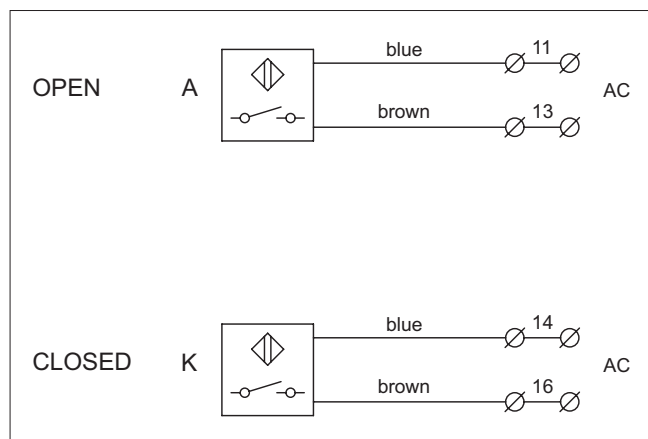 blue 11
OPEN A AC
brown 13
blue 14
CLOSED K AC
brown 16